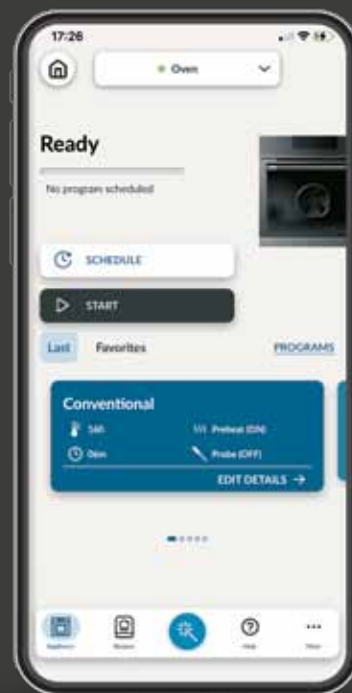 17:26
Oven
Ready
No program scheduled
SCHEDULE
START
Last Favorites PROGRAMS
Conventional
Preheat (ON)
Probe (OFF)
EDIT DETAILS →
Help